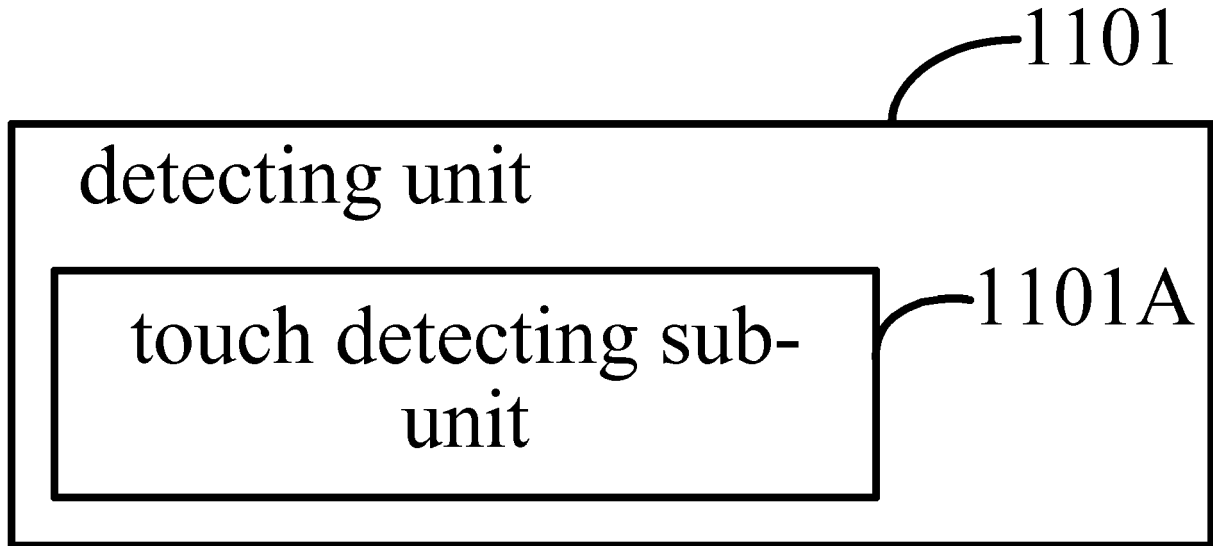 1101
detecting unit
1101A
touch detecting sub-
unit